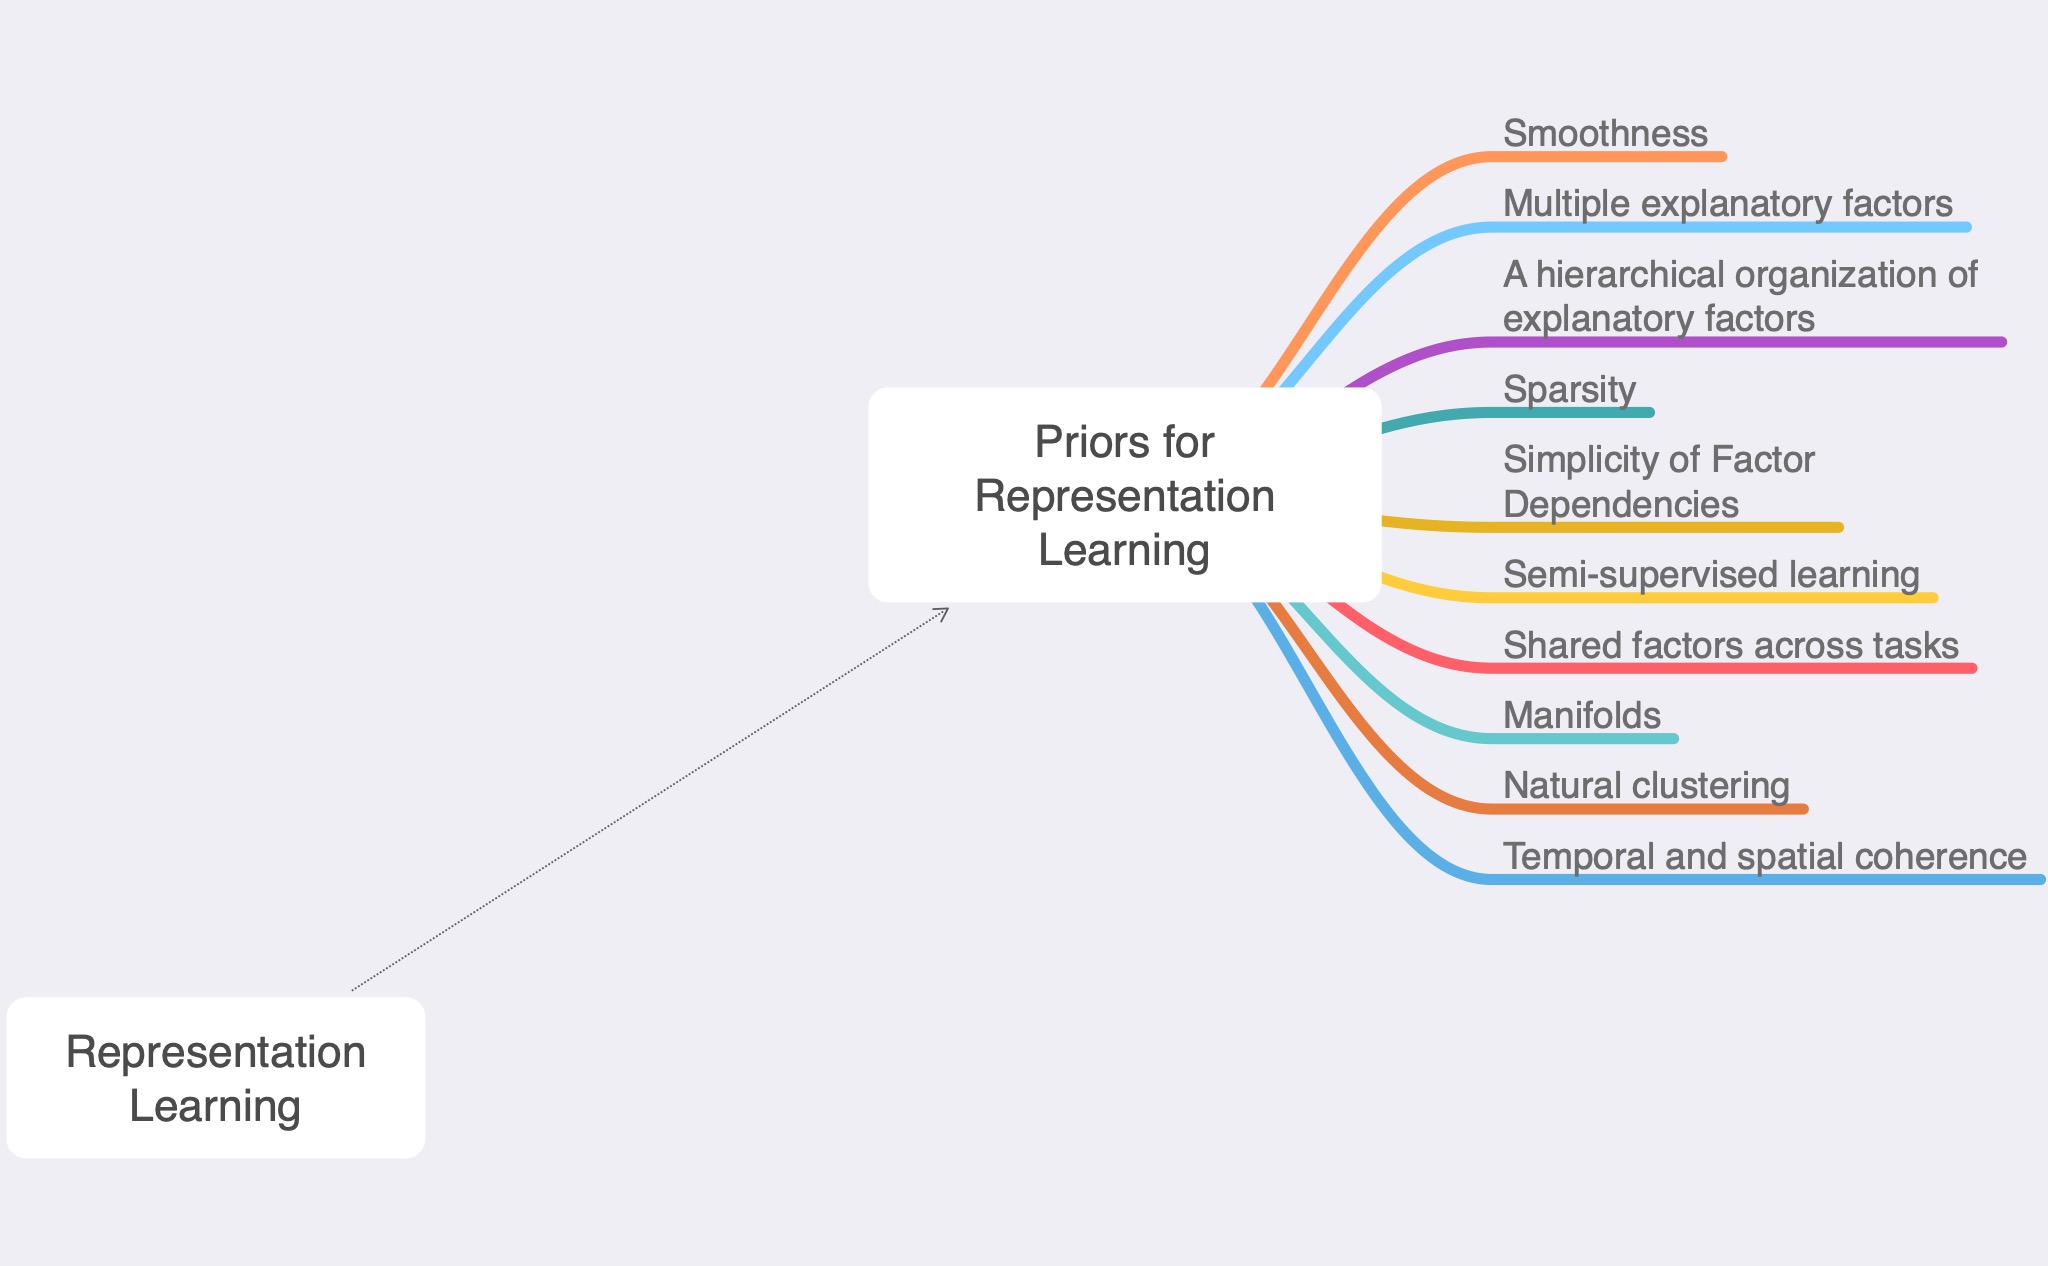 Smoothness
Multiple explanatory factors
A hierarchical organization of
explanatory factors
Sparsity
Simplicity of Factor
Dependencies
Semi-supervised learning
Shared factors across tasks
Manifolds
Natural clustering
Temporal and spatial coherence
Priors for
Representation
Learning
Representation
Learning